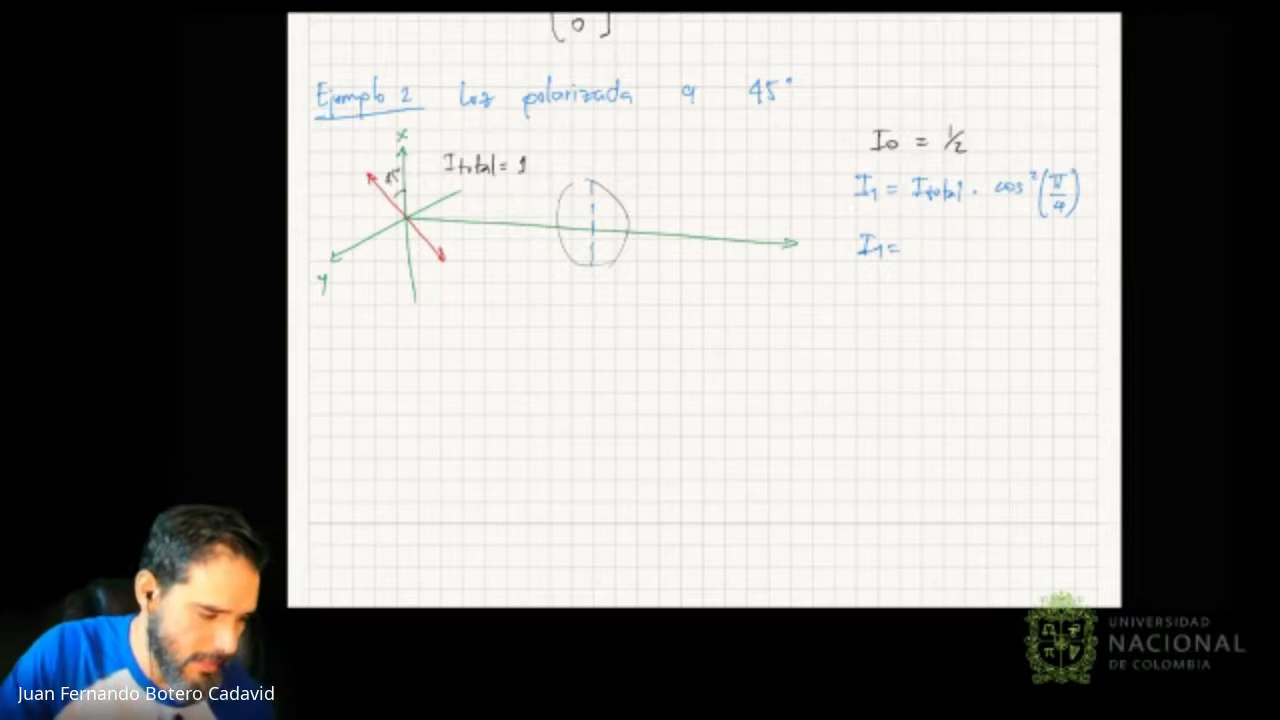 0
Ejemplo 2 Luz polarizada a 45°
x
45
Itotal = 1
y
I0 = 1/2
I1 = Itotal · cos²(π/4)
I1 =
UNIVERSIDAD
NACIONAL
DE COLOMBIA
Juan Fernando Botero Cadavid